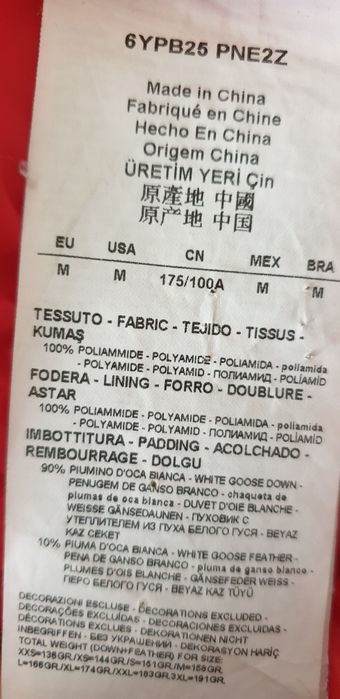 6YPB25 PNE2Z
Made in China
Fabriqué en Chine
Hecho En China
Origem China
ÜRETİM YERİ Çin
原產地 中國
原产地 中国
EU USA CN MEX BRA
M M 175/100A M M
TESSUTO - FABRIC - TEJIDO - TISSUS -
KUMAŞ
100% POLIAMMIDE - POLYAMIDE - POLIAMIDA - poliamida
- POLYAMIDE - POLYAMID - ПОЛИАМИД - POLİAMİD
FODERA - LINING - FORRO - DOUBLURE -
ASTAR
100% POLIAMMIDE - POLYAMIDE - POLIAMIDA - poliamida
- POLYAMIDE - POLYAMID - ПОЛИАМИД - POLİAMİD
IMBOTTITURA - PADDING - ACOLCHADO -
REMBOURRAGE - DOLGU
90% PIUMINO D'OCA BIANCA - WHITE GOOSE DOWN -
PENUGEM DE GANSO BRANCO - chaqueta de
plumas de oca blanca - DUVET D'OIE BLANCHE -
WEISSE GÄNSEDAUNEN - ПУХОВИК С
УТЕПЛИТЕЛЕМ ИЗ ПУХА БЕЛОГО ГУСЯ - BEYAZ
KAZ CEKET
10% PIUMA D'OCA BIANCA - WHITE GOOSE FEATHER -
PENA DE GANSO BRANCO - pluma de ganso blanco -
PLUMES D'OIS BLANCHE - GÄNSEFEDER WEISS -
ПЕРО БЕЛОГО ГУСЯ - BEYAZ KAZ TÜYÜ
DECORAZIONI ESCLUSE - DECORATIONS EXCLUDED -
DECORAÇÕES EXCLUÍDAS - DECORACIONES EXCLUIDAS -
DÉCORATIONS EXCLUES - DEKORATIONEN NICHT
INBEGRIFFEN - БЕЗ УКРАШЕНИЙ - DEKORASYON HARİÇ
TOTAL WEIGHT (DOWN+FEATHER) FOR SIZE:
XXS=136GR./XS=144GR./S=151GR./M=158GR.
L=166GR./XL=174GR./XXL=183GR.3XL=191GR.